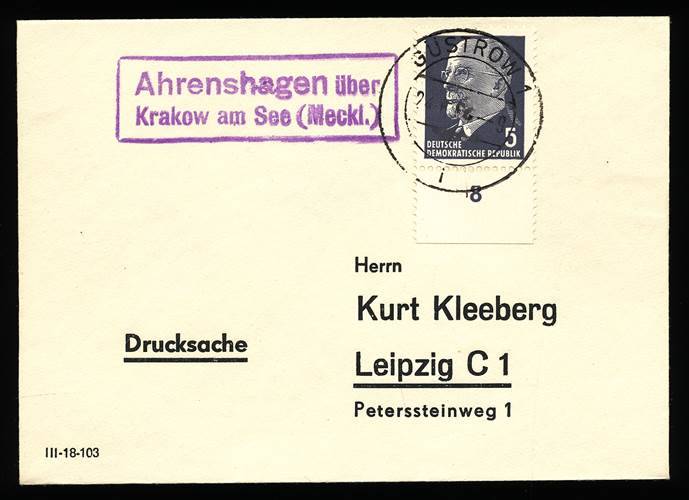 Ahrenshagen über
Krakow am See (Meckl.)
GÜSTROW 1
5
DEUTSCHE
DEMOKRATISCHE REPUBLIK
8
Herrn
Kurt Kleeberg
Drucksache
Leipzig C 1
Peterssteinweg 1
III-18-103